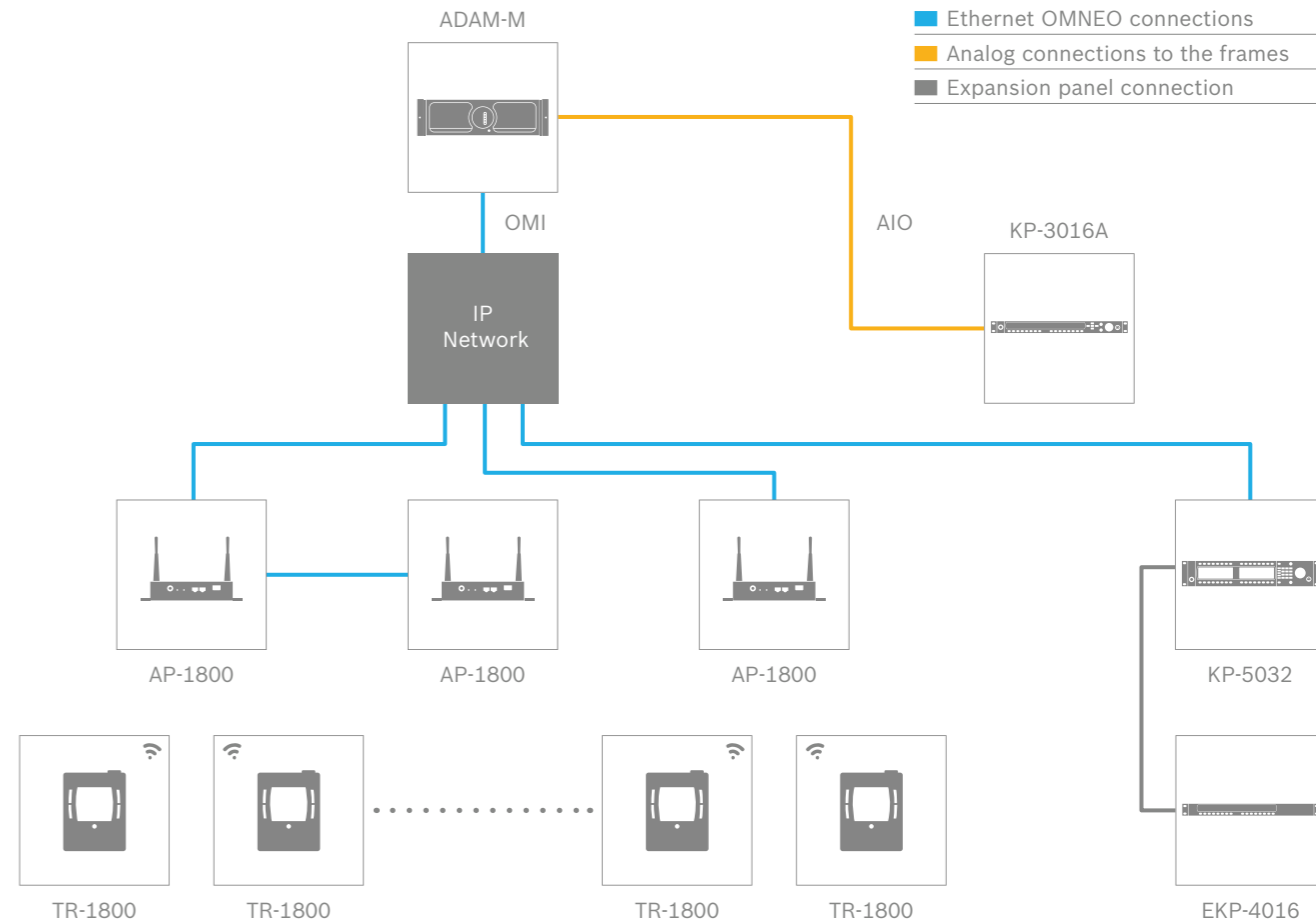 ADAM-M
Ethernet OMNEO connections
Analog connections to the frames
Expansion panel connection
OMI
AIO
KP-3016A
IP
Network
AP-1800
AP-1800
AP-1800
KP-5032
TR-1800
TR-1800
TR-1800
TR-1800
EKP-4016